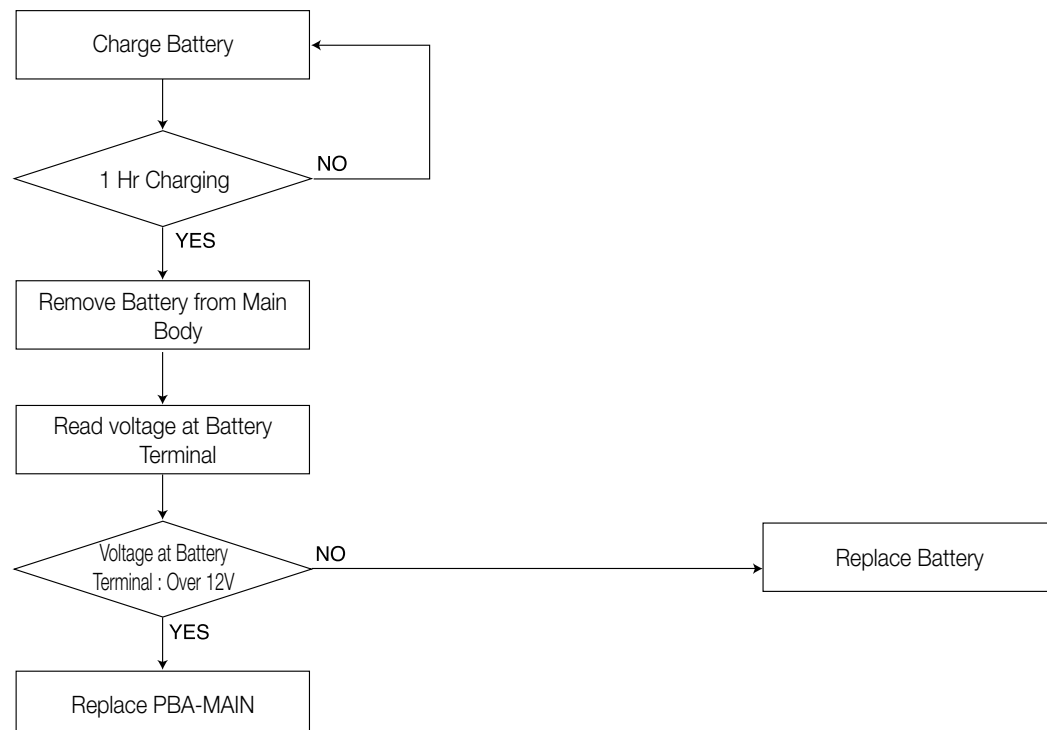 Charge Battery
1 Hr Charging
NO
YES
Remove Battery from Main
Body
Read voltage at Battery
Terminal
Voltage at Battery
Terminal : Over 12V
NO
Replace Battery
YES
Replace PBA-MAIN